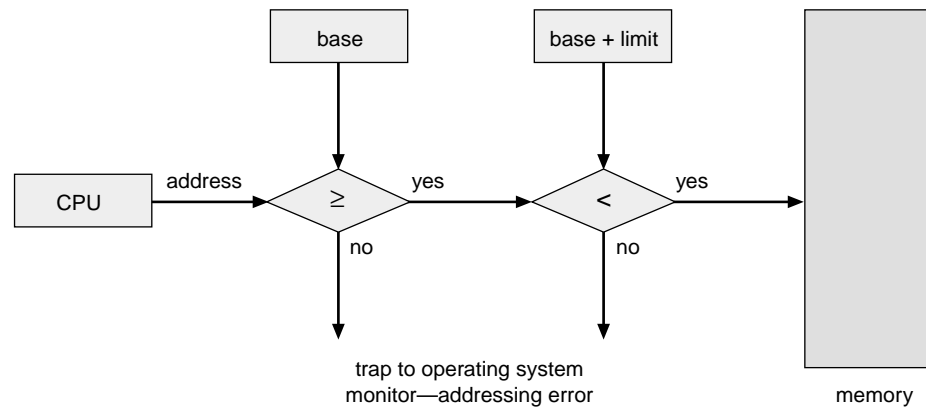 base
base + limit
CPU
address
≥
yes
<
yes
no
no
trap to operating system
monitor—addressing error
memory